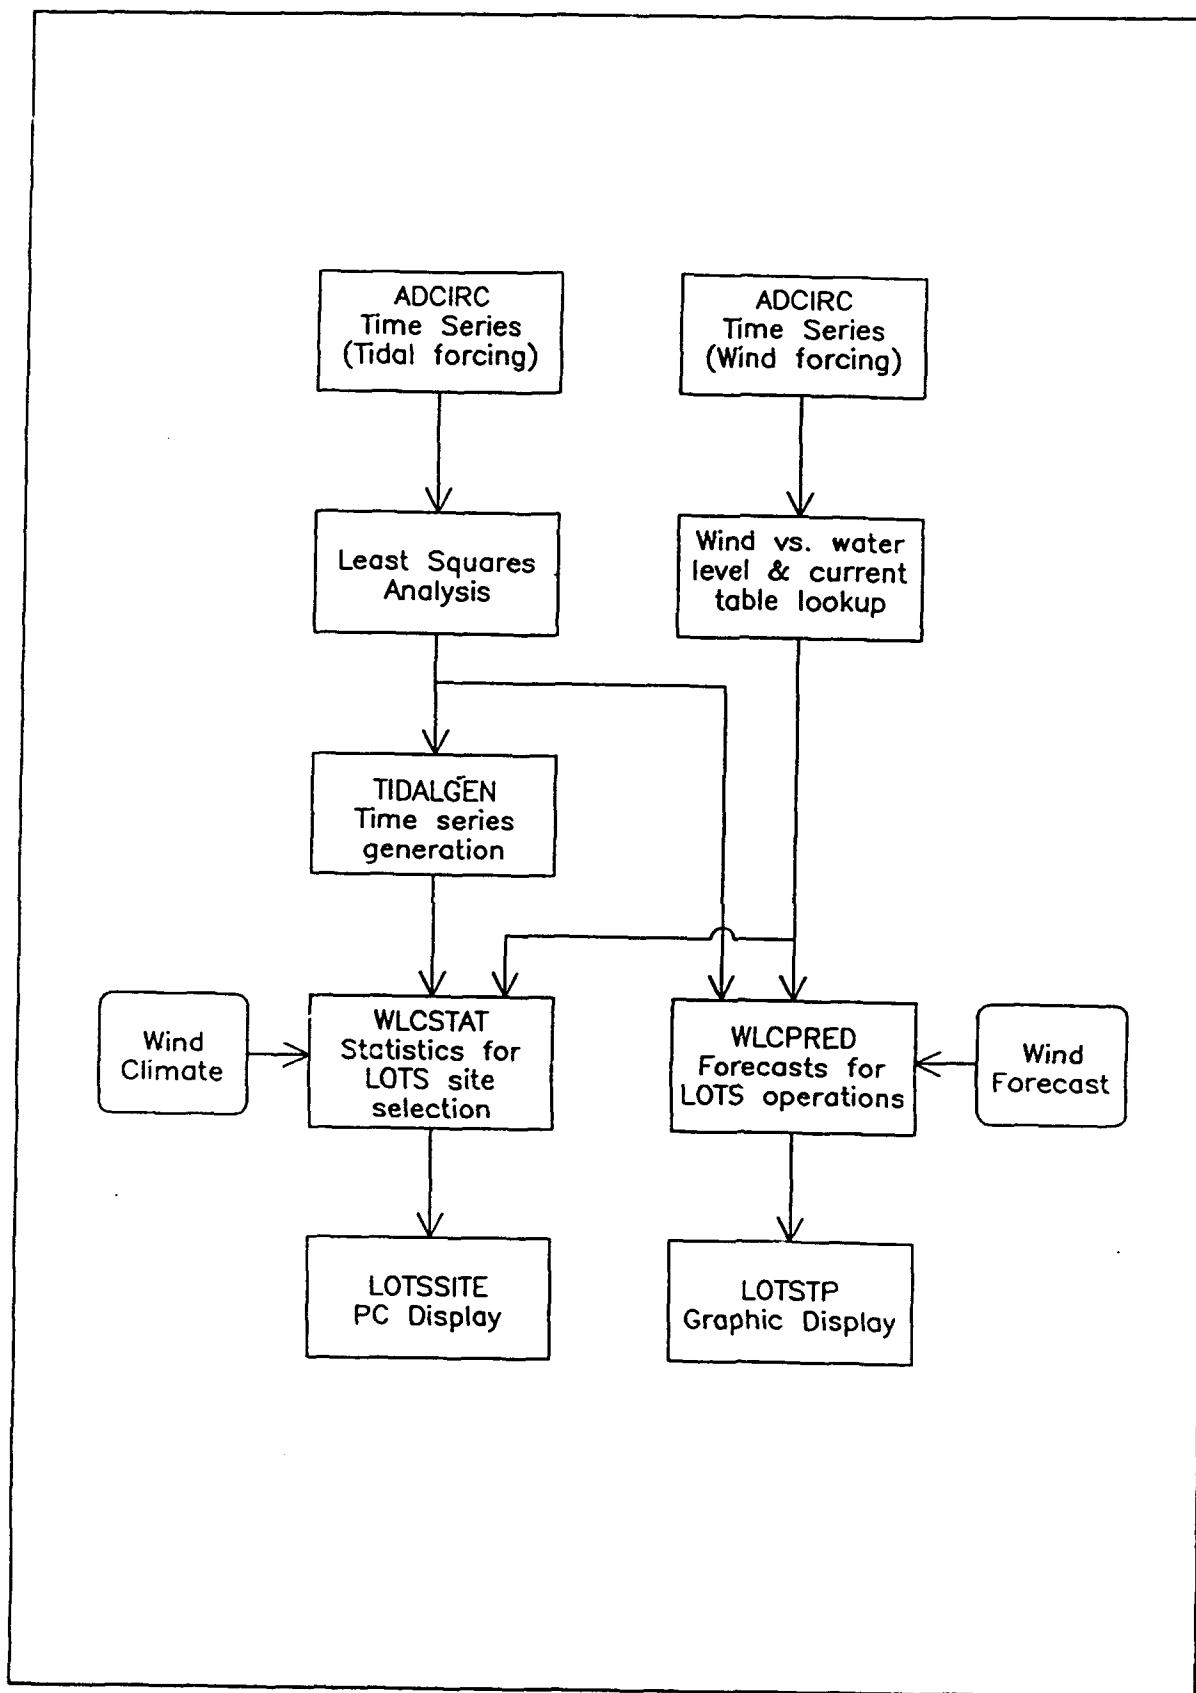 ADCIRC
Time Series
(Tidal forcing)
ADCIRC
Time Series
(Wind forcing)
Least Squares
Analysis
Wind vs. water
level & current
table lookup
TIDALGEN
Time series
generation
Wind
Climate
WLCSTAT
Statistics for
LOTS site
selection
WLCPRED
Forecasts for
LOTS operations
Wind
Forecast
LOTSSITE
PC Display
LOTSTP
Graphic Display